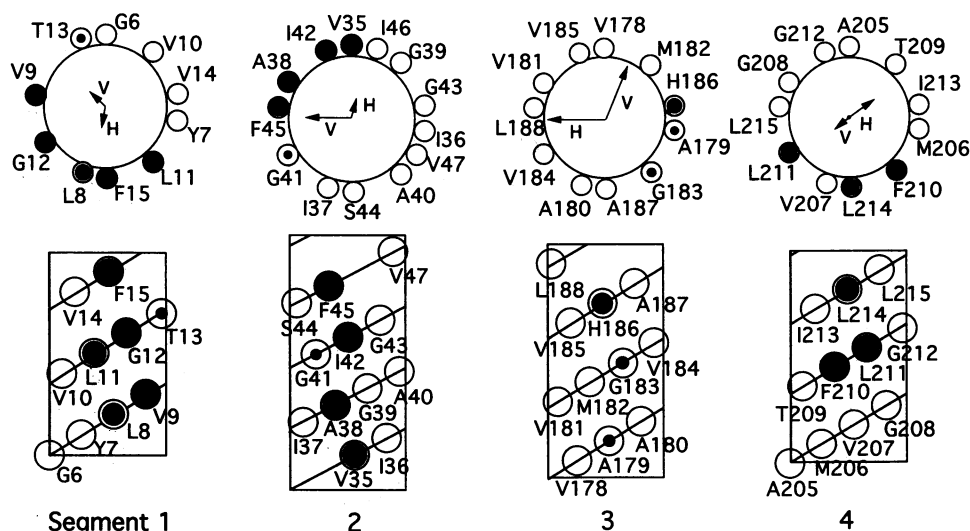 T13 G6
V10
V9
V14
V
H
Y7
G12
L8 F15 L11
I42 V35 I46
G39
A38
G43
H
V
F45
I36
V47
G41
A40
I37 S44
V185 V178
M182
V181
H186
V
L188
H
A179
V184
G183
A180 A187
G212 A205
T209
G208
I213
H
V
L215
M206
L211
F210
V207 L214
F15
V14
T13
G12
L11
V10
V9
L8
Y7
G6
V47
F45
S44
G43
I42
G41
A40
G39
A38
I37
I36
V35
L188
A187
H186
V185
V184
G183
M182
V181
A180
A179
V178
L215
L214
I213
G212
L211
F210
T209
G208
V207
M206
A205
Segment 1 2 3 4